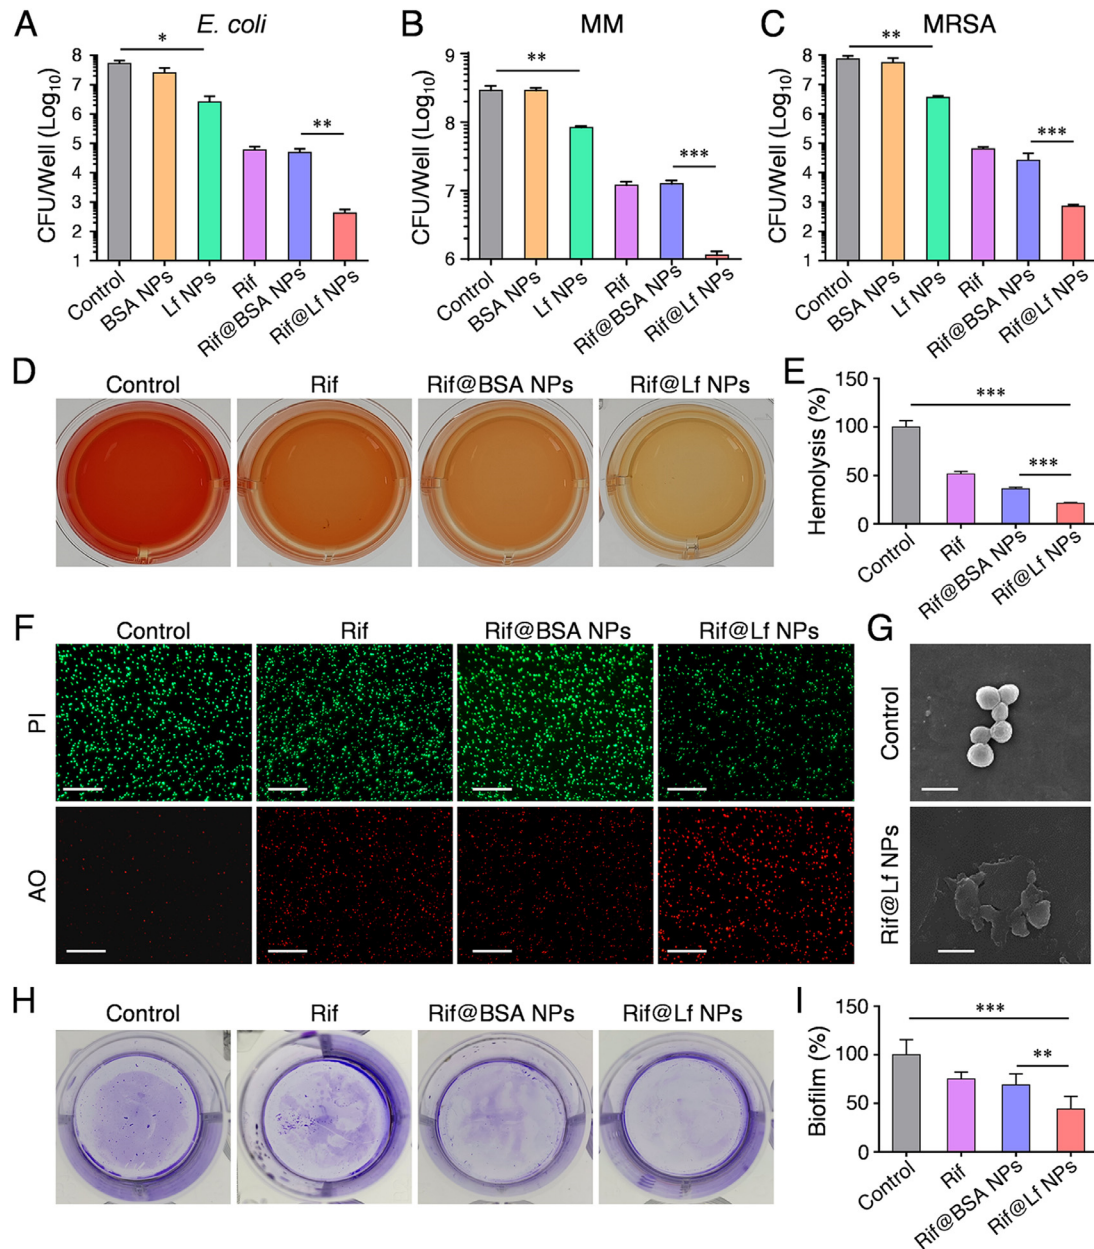 A
E. coli
CFU/Well (Log10)
8
7
6
5
4
3
2
1
*
**
Control
BSA NPs
Lf NPs
Rif
Rif@BSA NPs
Rif@Lf NPs
B
MM
CFU/Well (Log10)
9
8
7
6
**
***
Control
BSA NPs
Lf NPs
Rif
Rif@BSA NPs
Rif@Lf NPs
C
MRSA
CFU/Well (Log10)
8
7
6
5
4
3
2
1
**
***
Control
BSA NPs
Lf NPs
Rif
Rif@BSA NPs
Rif@Lf NPs
D
Control
Rif
Rif@BSA NPs
Rif@Lf NPs
E
Hemolysis (%)
150
100
50
0
***
***
Control
Rif
Rif@BSA NPs
Rif@Lf NPs
F
Control
Rif
Rif@BSA NPs
Rif@Lf NPs
PI
AO
G
Control
Rif@Lf NPs
H
Control
Rif
Rif@BSA NPs
Rif@Lf NPs
I
Biofilm (%)
150
100
50
0
***
**
Control
Rif
Rif@BSA NPs
Rif@Lf NPs